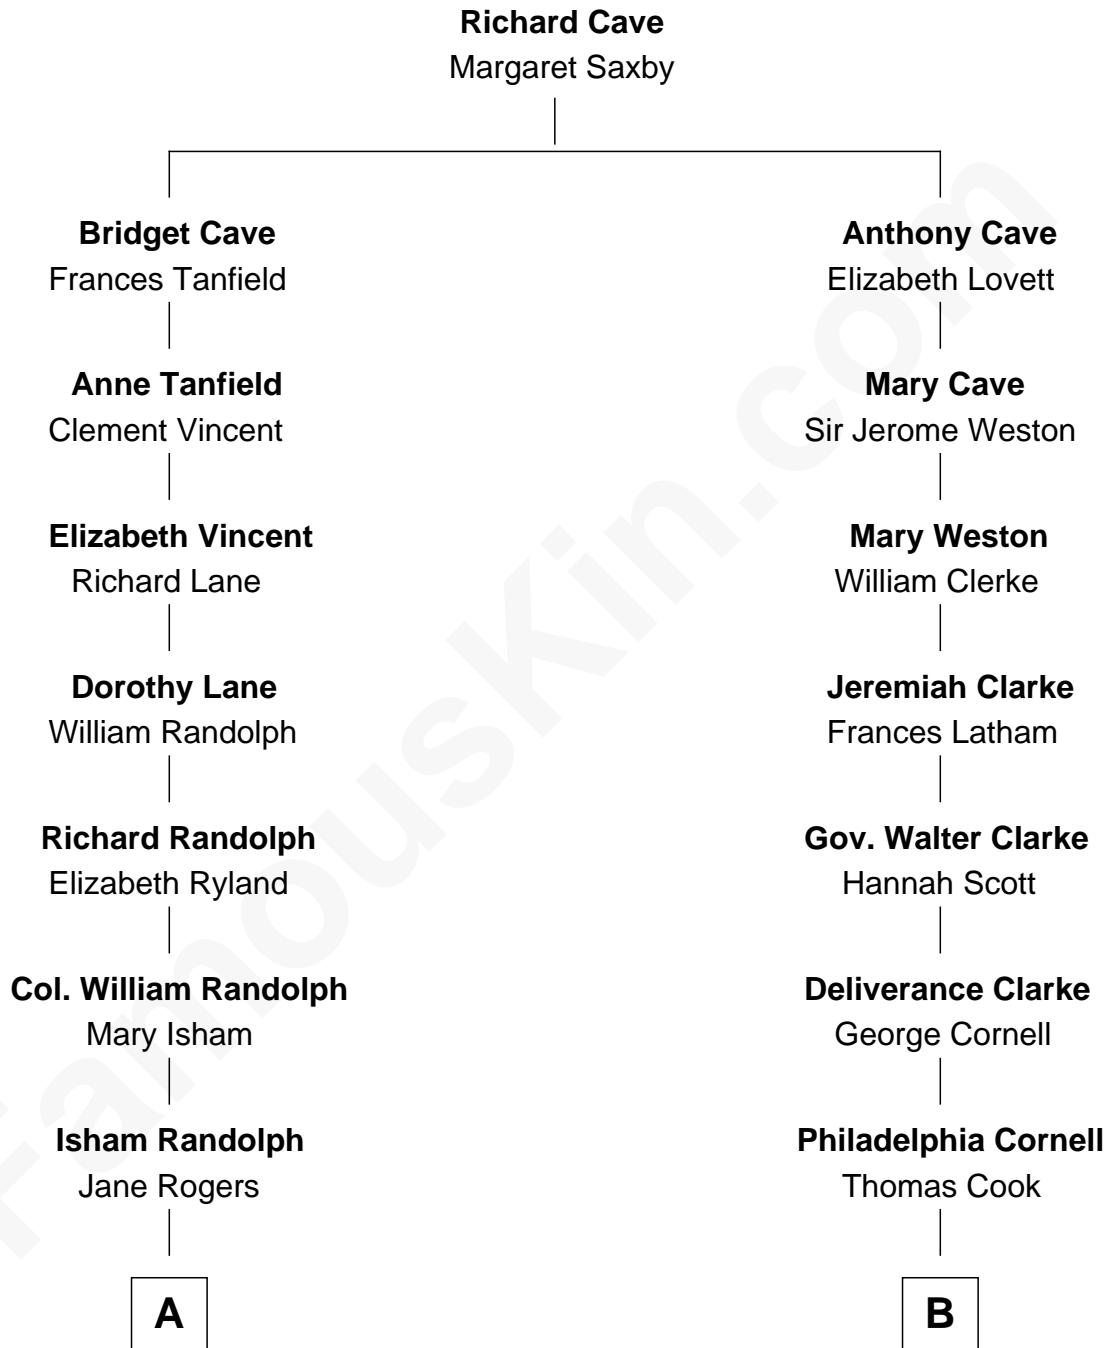 Richard Cave
Margaret Saxby
Bridget Cave
Frances Tanfield
Anthony Cave
Elizabeth Lovett
Anne Tanfield
Clement Vincent
Mary Cave
Sir Jerome Weston
Elizabeth Vincent
Richard Lane
Mary Weston
William Clerke
Dorothy Lane
William Randolph
Jeremiah Clarke
Frances Latham
Richard Randolph
Elizabeth Ryland
Gov. Walter Clarke
Hannah Scott
Col. William Randolph
Mary Isham
Deliverance Clarke
George Cornell
Isham Randolph
Jane Rogers
Philadelphia Cornell
Thomas Cook
A
B
FamousKin.com